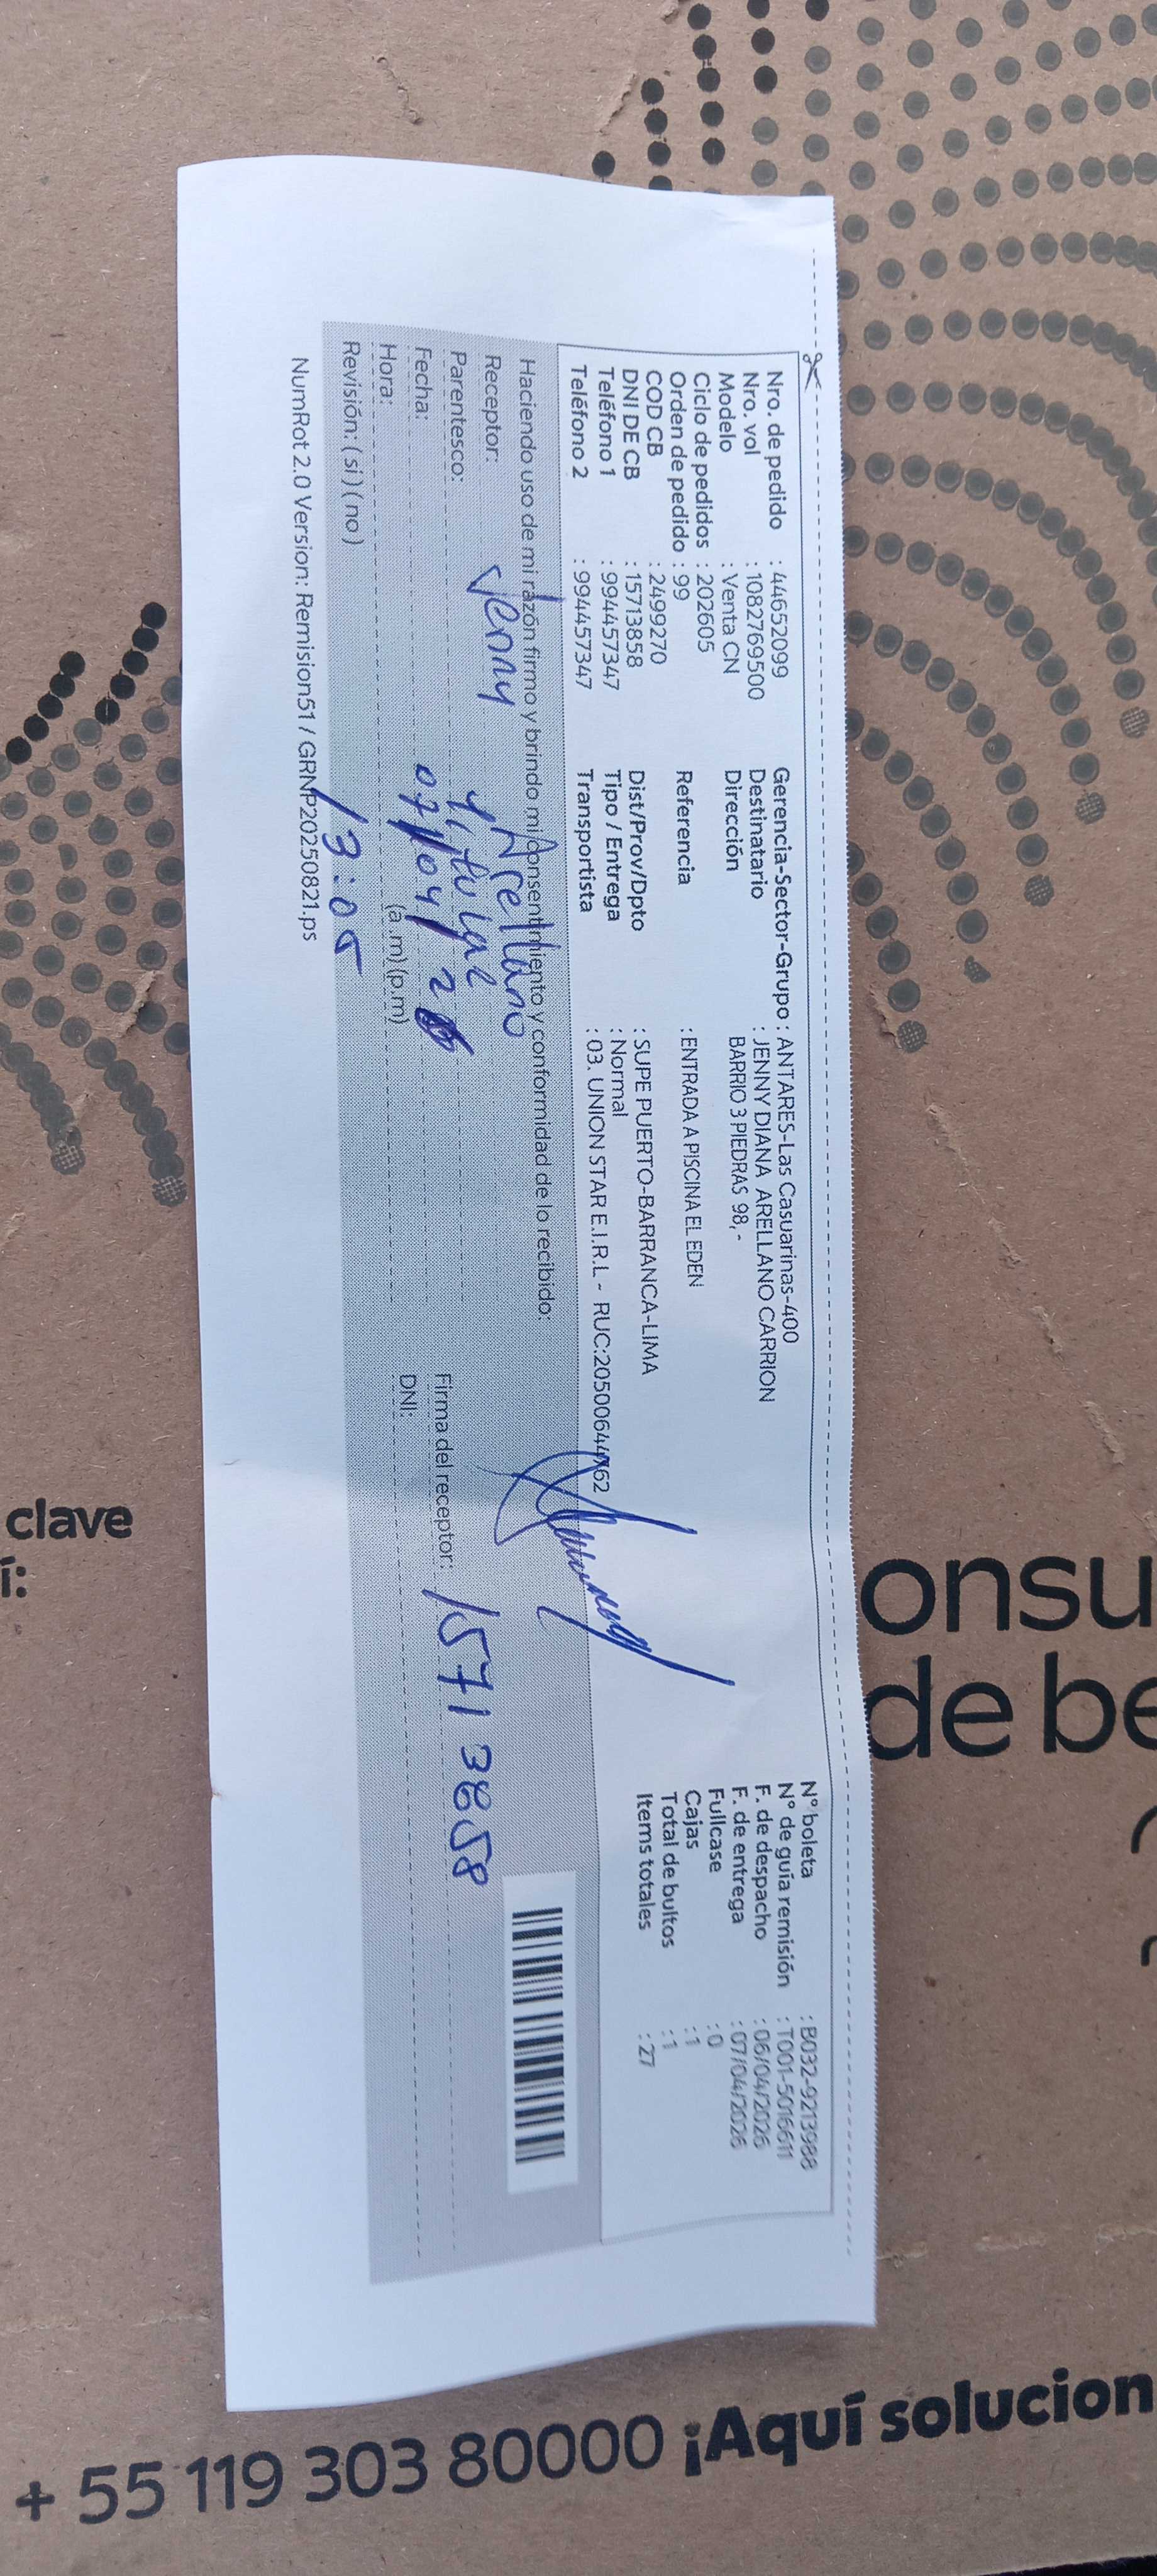 Nro. de pedido : 44652099
Nro. vol : 1082769500
Modelo : Venta CN
Ciclo de pedidos : 202605
Orden de pedido : 99
COD CB : 2499270
DNI DE CB : 15713858
Teléfono 1 : 994457347
Teléfono 2 : 994457347
Gerencia-Sector-Grupo : ANTARES-Las Casuarinas-400
Destinatario : JENNY DIANA ARELLANO CARRION
Dirección BARRIO 3 PIEDRAS 98,-
Referencia : ENTRADA A PISCINA EL EDEN
Dist/Prov/Dpto : SUPE PUERTO-BARRANCA-LIMA
Tipo / Entrega : Normal
Transportista : 03. UNION STAR E.I.R.L - RUC:20500644762
N° boleta : B032-9213988
N° de guía remisión : T001-5016611
F. de despacho : 06/04/2026
F. de entrega : 07/04/2026
Fullcase : 0
Cajas : 1
Total de bultos : 1
Items totales : 27
Haciendo uso de mi razón firmo y brindo mi consentimiento y conformidad de lo recibido:
Receptor: Jenny Arellano
Parentesco: Titular
Fecha: 07/04/26
Hora: 13:05 (a.m) (p.m)
Revisión: ( si ) ( no )
Firma del receptor:
DNI: 15713858
NumRot 2.0 Version: Remision51 / GRNP20250821.ps
clave
í:
onsu
de be
+ 55 119 303 80000 ¡Aquí solucion